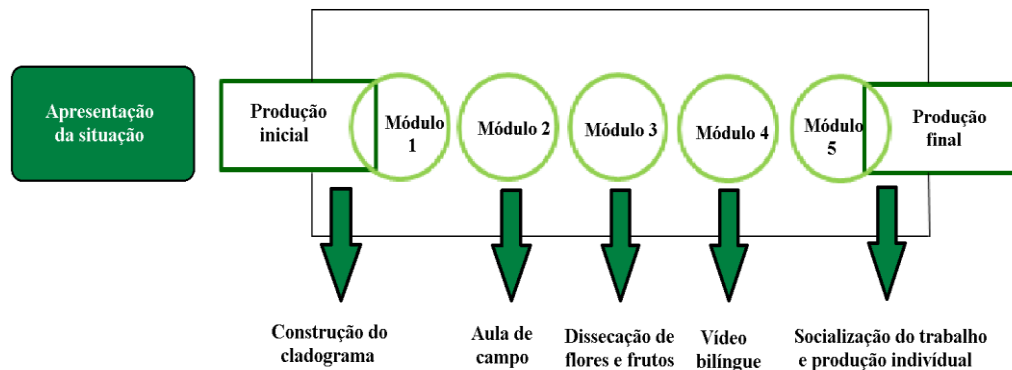 Apresentação
da situação
Produção
inicial
Módulo
1
Módulo 2
Módulo 3
Módulo 4
Módulo
5
Produção
final
Construção do
cladograma
Aula de
campo
Dissecação de
flores e frutos
Vídeo
bilíngue
Socialização do trabalho
e produção indivídual